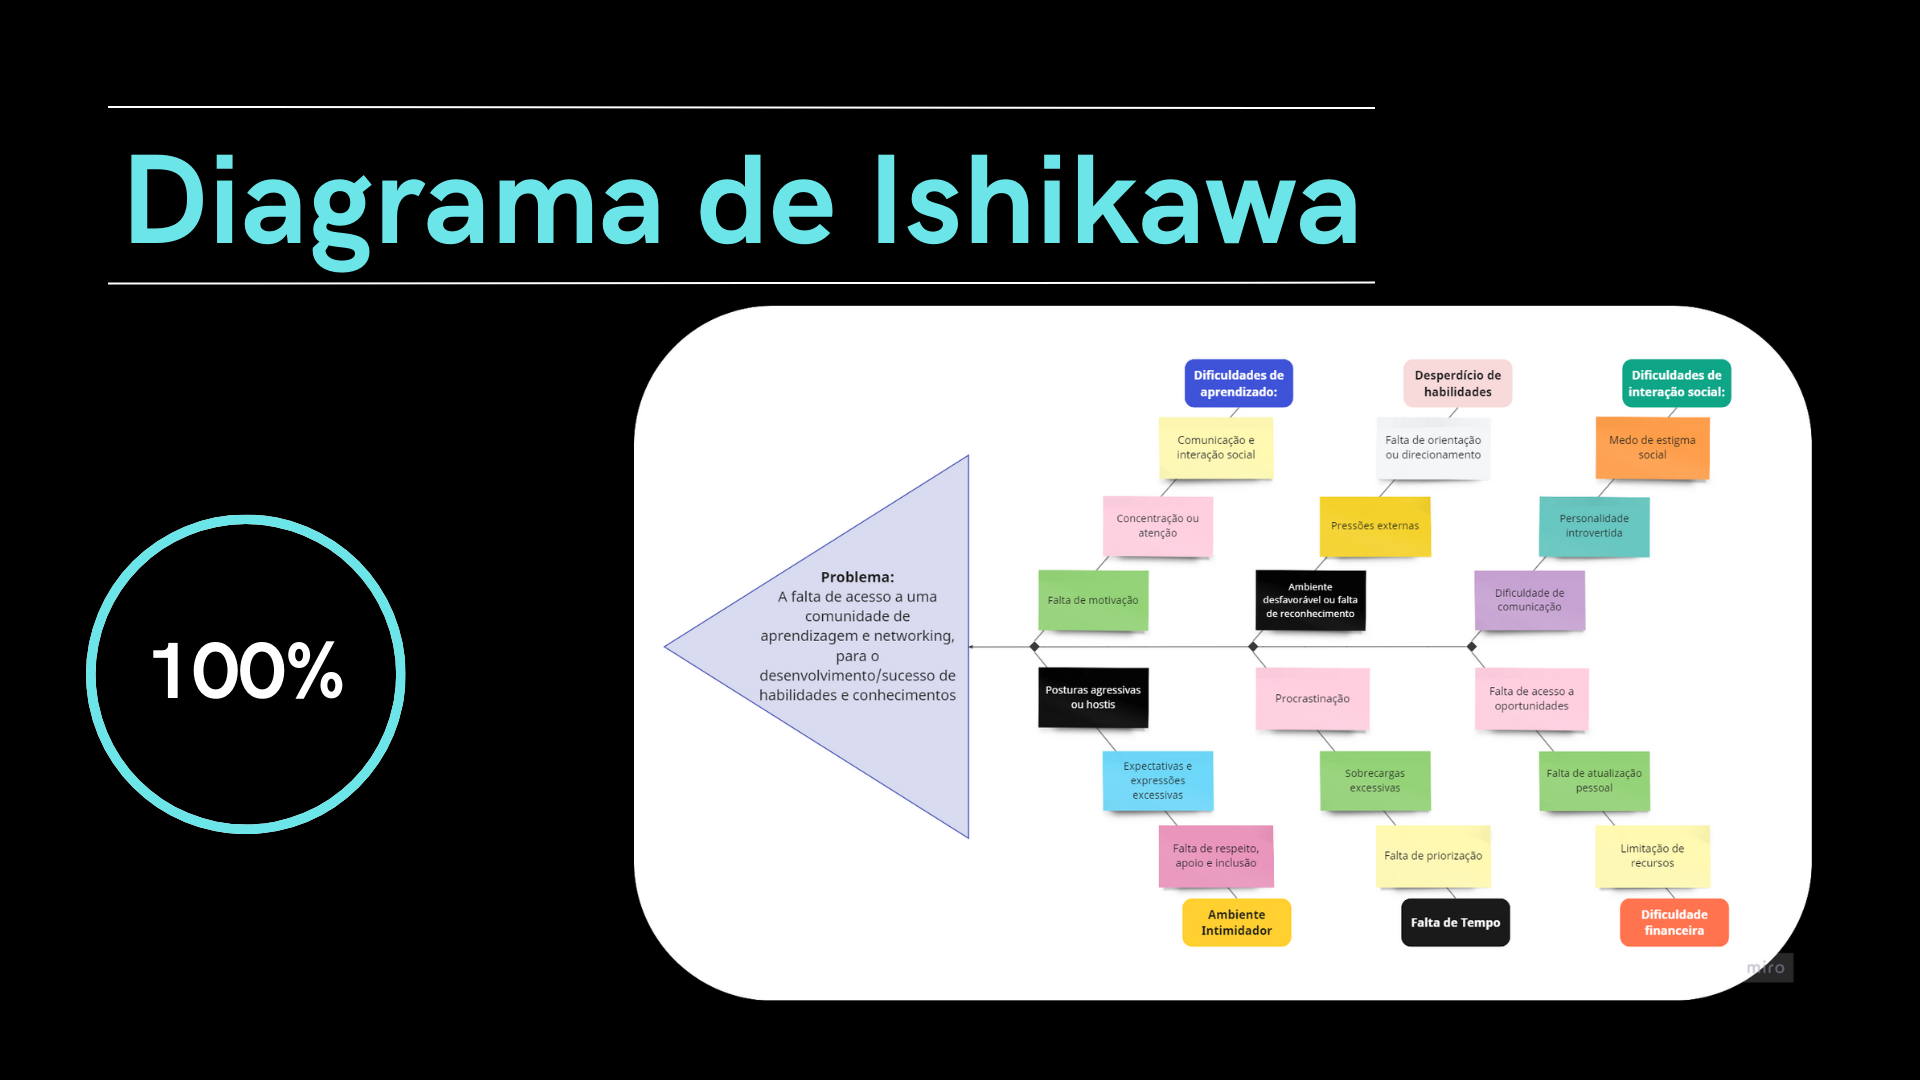 Diagrama de Ishikawa
100%
Problema:
A falta de acesso a uma
comunidade de
aprendizagem e networking,
para o
desenvolvimento/sucesso de
habilidades e conhecimentos
Dificuldades de
aprendizado:
Comunicação e
interação social
Concentração ou
atenção
Falta de motivação
Desperdício de
habilidades
Falta de orientação
ou direcionamento
Pressões externas
Ambiente
desfavorável ou falta
de reconhecimento
Dificuldades de
interação social:
Medo de estigma
social
Personalidade
introvertida
Dificuldade de
comunicação
Posturas agressivas
ou hostis
Expectativas e
expressões
excessivas
Falta de respeito,
apoio e inclusão
Ambiente
Intimidador
Procrastinação
Sobrecargas
excessivas
Falta de priorização
Falta de Tempo
Falta de acesso a
oportunidades
Falta de atualização
pessoal
Limitação de
recursos
Dificuldade
financeira
miro